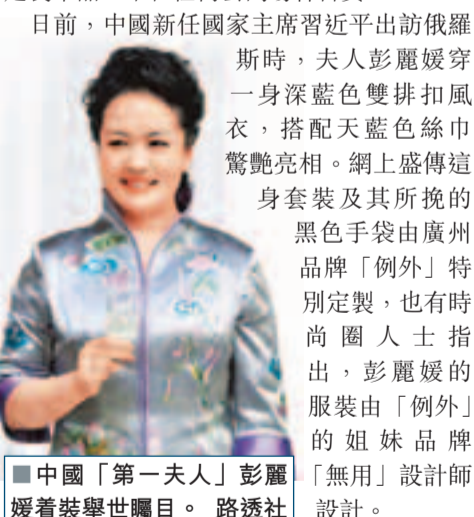 日前，中國新任國家主席習近平出訪俄羅
斯時，夫人彭麗媛穿
一身深藍色雙排扣風
衣，搭配天藍色絲巾
驚艷亮相。網上盛傳這
身套裝及其所挽的
黑色手袋由廣州
品牌「例外」特
別定製，也有時
尚圈人士指
出，彭麗媛的
服裝由「例外」
的姐妹品牌
「無用」設計師
設計。
■中國「第一夫人」彭麗
媛着裝舉世矚目。 路透社